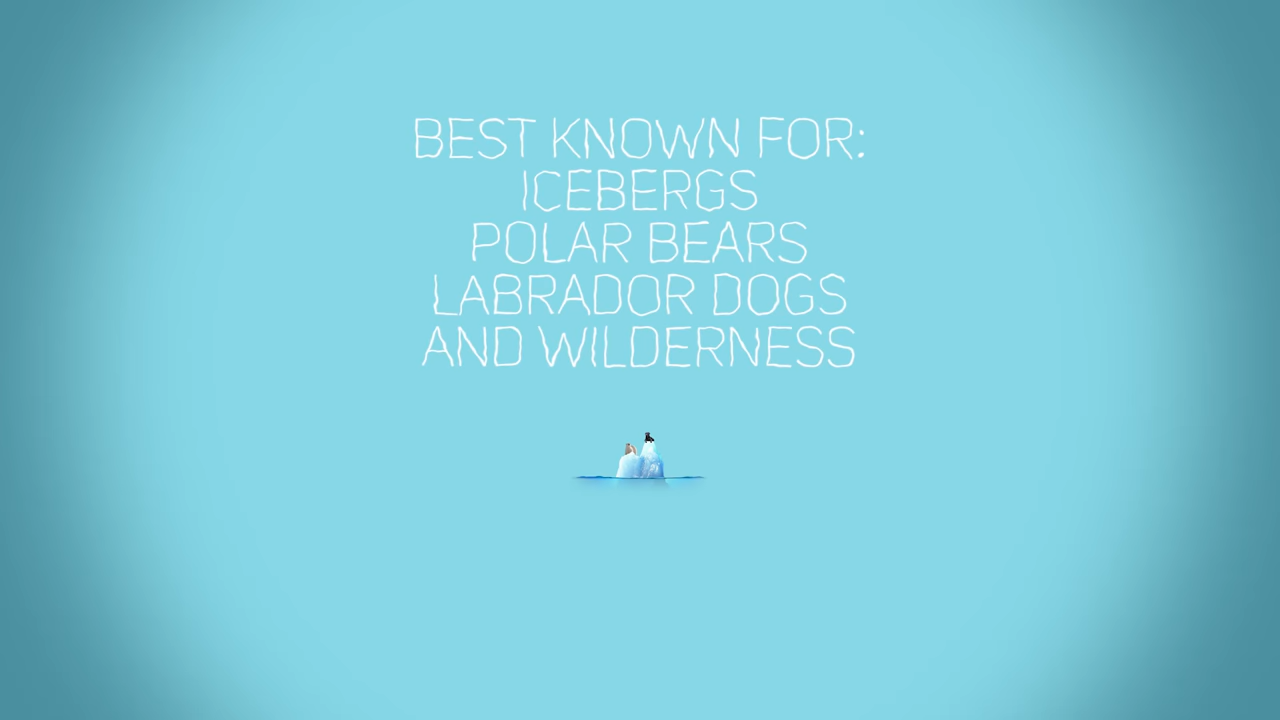 BEST KNOWN FOR:
ICEBERGS
POLAR BEARS
LABRADOR DOGS
AND WILDERNESS